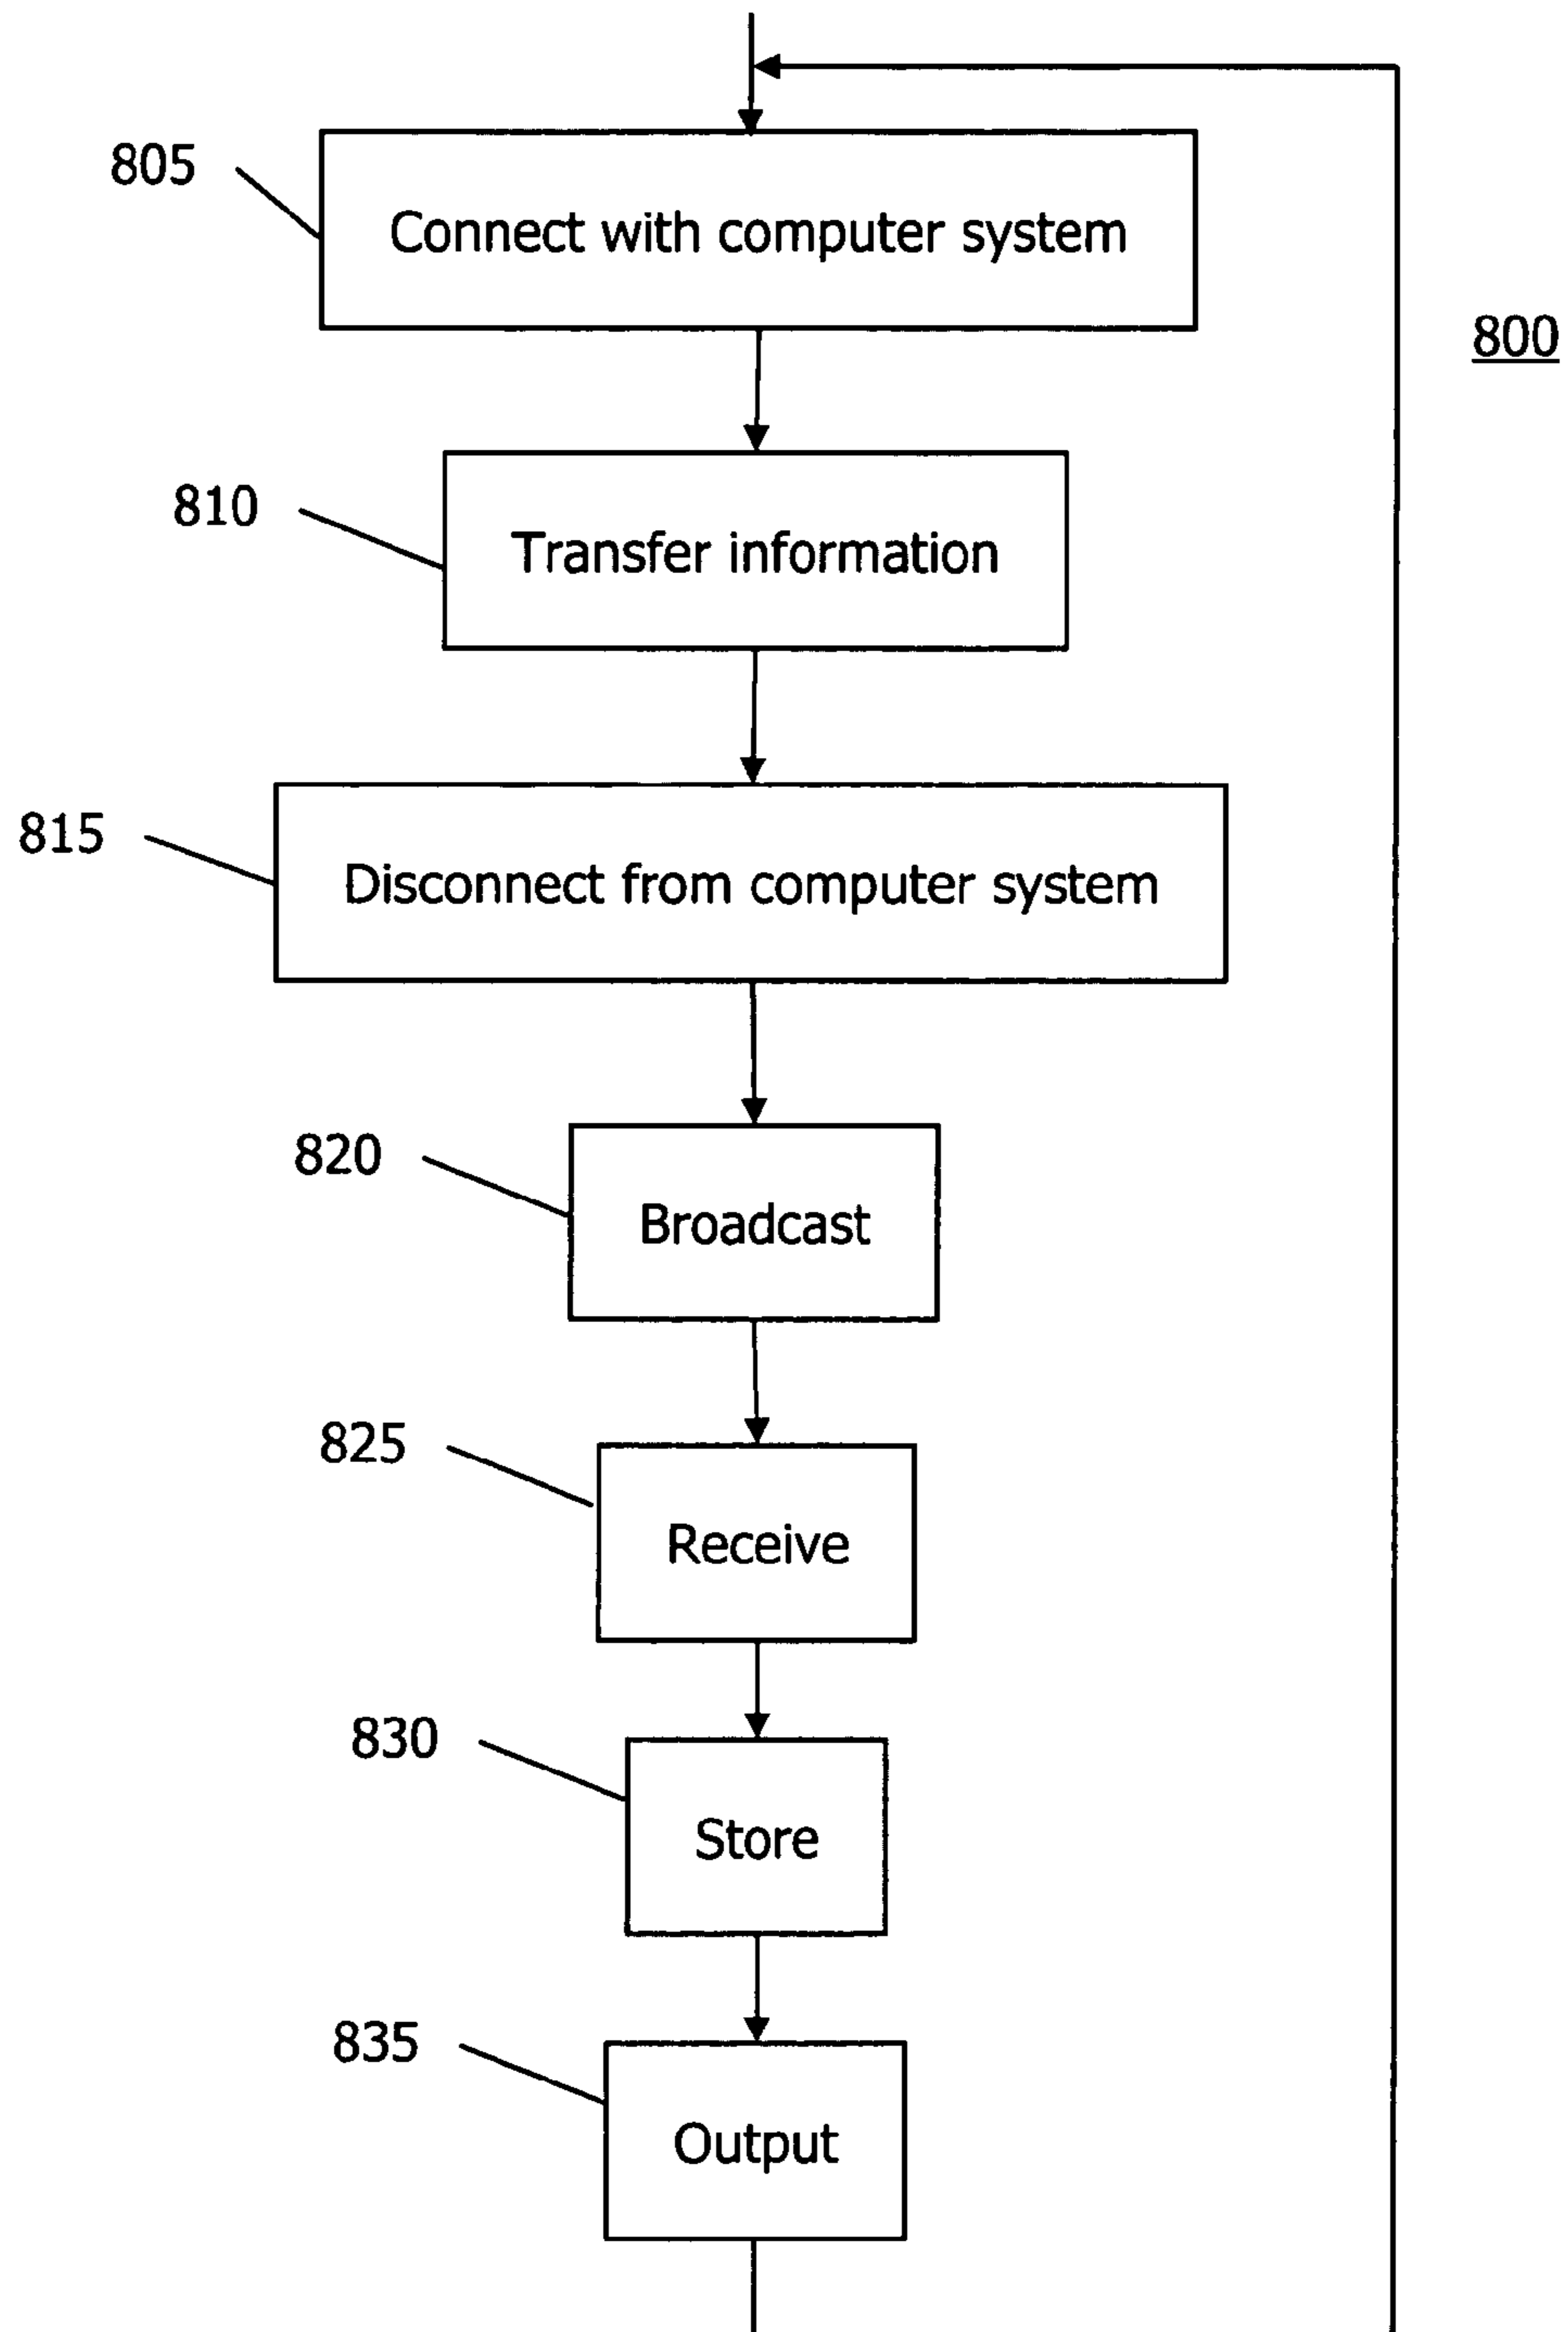 805
Connect with computer system
800
810
Transfer information
815
Disconnect from computer system
820
Broadcast
825
Receive
830
Store
835
Output